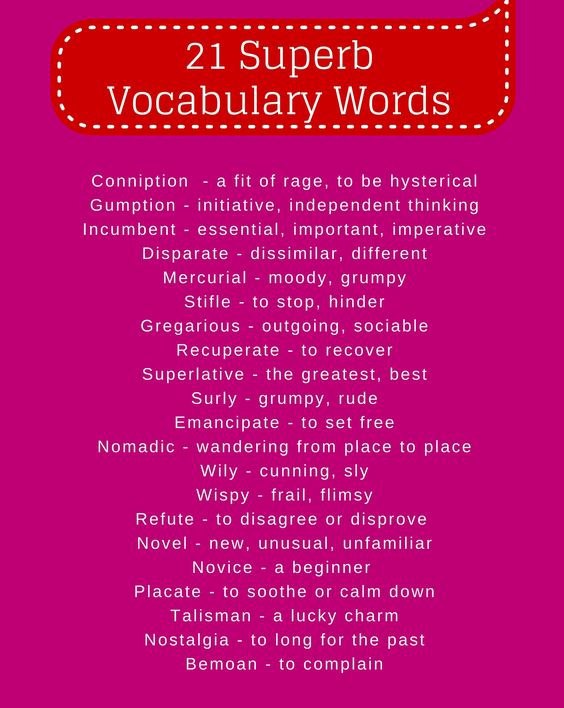 21 Superb
Vocabulary Words
Conniption - a fit of rage, to be hysterical
Gumption - initiative, independent thinking
Incumbent - essential, important, imperative
Disparate - dissimilar, different
Mercurial - moody, grumpy
Stifle - to stop, hinder
Gregarious - outgoing, sociable
Recuperate - to recover
Superlative - the greatest, best
Surly - grumpy, rude
Emancipate - to set free
Nomadic - wandering from place to place
Wily - cunning, sly
Wispy - frail, flimsy
Refute - to disagree or disprove
Novel - new, unusual, unfamiliar
Novice - a beginner
Placate - to soothe or calm down
Talisman - a lucky charm
Nostalgia - to long for the past
Bemoan - to complain